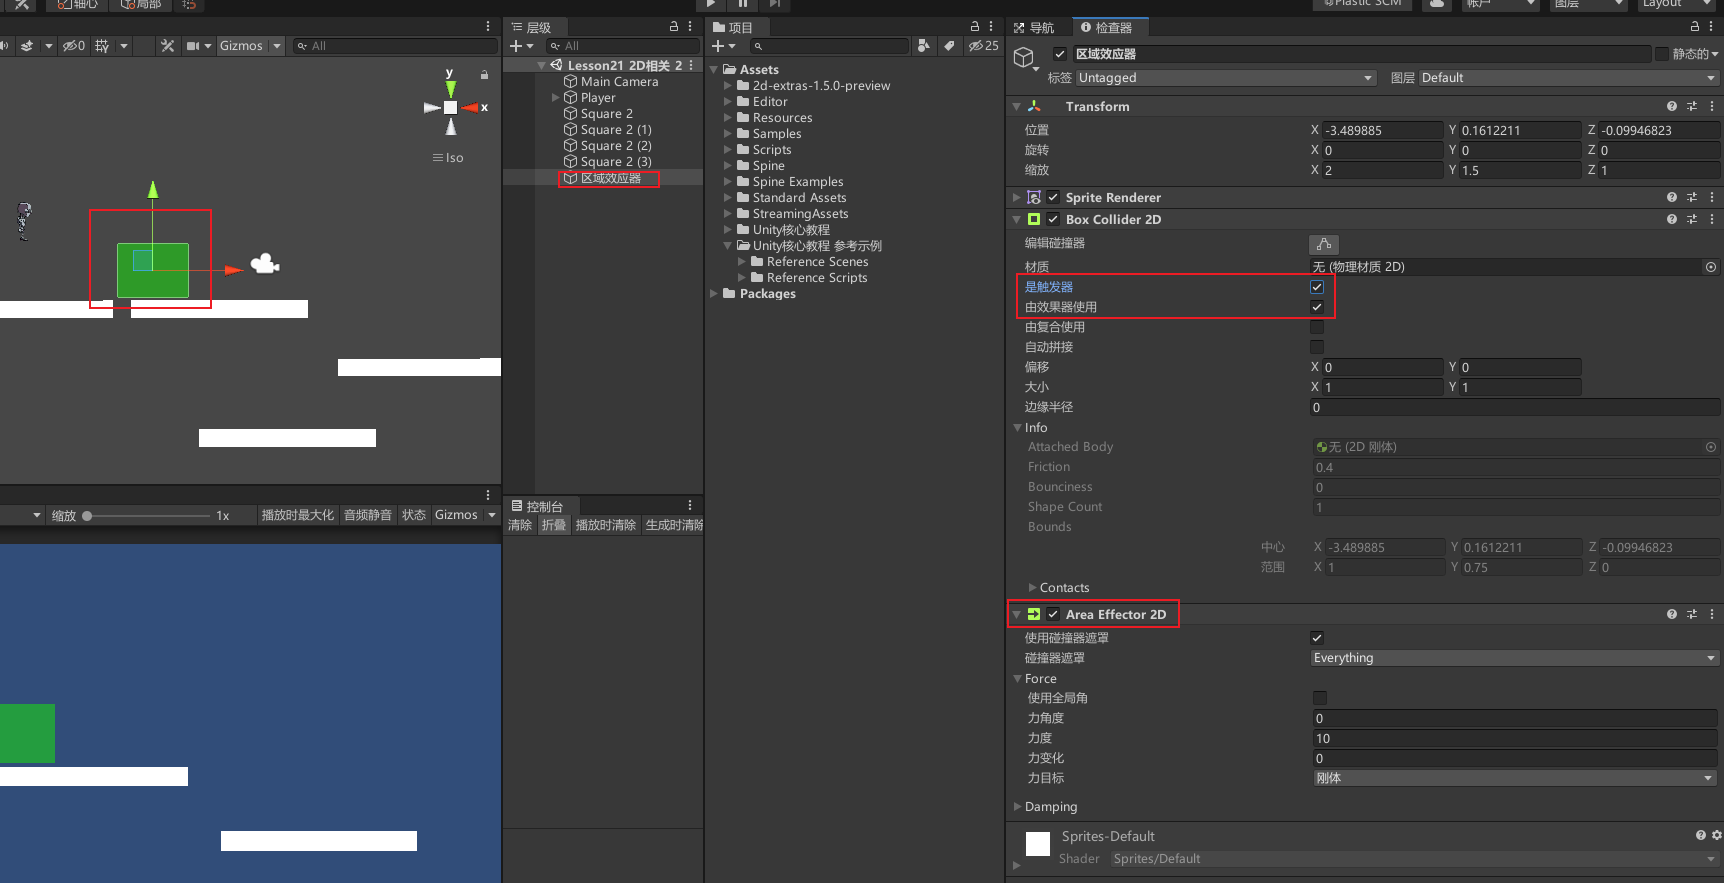 轴心
局部
Plastic SCM
帐户
图层
Layout
0
Gizmos
All
y
x
Iso
缩放
1x
播放时最大化
音频静音
状态
Gizmos
层级
All
Lesson21 2D相关 2
Main Camera
Player
Square 2
Square 2 (1)
Square 2 (2)
Square 2 (3)
区域效应器
控制台
清除
折叠
播放时清除
生成时清除
项目
25
Assets
2d-extras-1.5.0-preview
Editor
Resources
Samples
Scripts
Spine
Spine Examples
Standard Assets
StreamingAssets
Unity核心教程
Unity核心教程 参考示例
Reference Scenes
Reference Scripts
Packages
导航
检查器
区域效应器
静态的
标签 Untagged
图层 Default
Transform
位置 X -3.489885 Y 0.1612211 Z -0.09946823
旋转 X 0 Y 0 Z 0
缩放 X 2 Y 1.5 Z 1
Sprite Renderer
Box Collider 2D
编辑碰撞器
材质 无 (物理材质 2D)
是触发器
由效果器使用
由复合使用
自动拼接
偏移 X 0 Y 0
大小 X 1 Y 1
边缘半径 0
Info
Attached Body 无 (2D 刚体)
Friction 0.4
Bounciness 0
Shape Count 1
Bounds
中心 X -3.489885 Y 0.1612211 Z -0.09946823
范围 X 1 Y 0.75 Z 0
Contacts
Area Effector 2D
使用碰撞器遮罩
碰撞器遮罩 Everything
Force
使用全局角
力角度 0
力度 10
力变化 0
力目标 刚体
Damping
Sprites-Default
Shader Sprites/Default